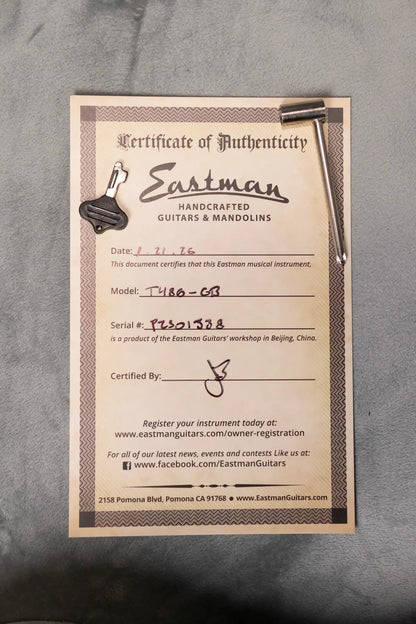 Certificate of Authenticity
Eastman
HANDCRAFTED
GUITARS & MANDOLINS
Date:
This document certifies that this Eastman musical instrument,
Model: T486-GB
Serial #:
is a product of the Eastman Guitars' workshop in Beijing, China.
Certified By:
Register your instrument today at:
www.eastmanguitars.com/owner-registration
For all of our latest news, events and contests Like us at:
www.facebook.com/EastmanGuitars
2158 Pomona Blvd, Pomona CA 91768 ● www.EastmanGuitars.com